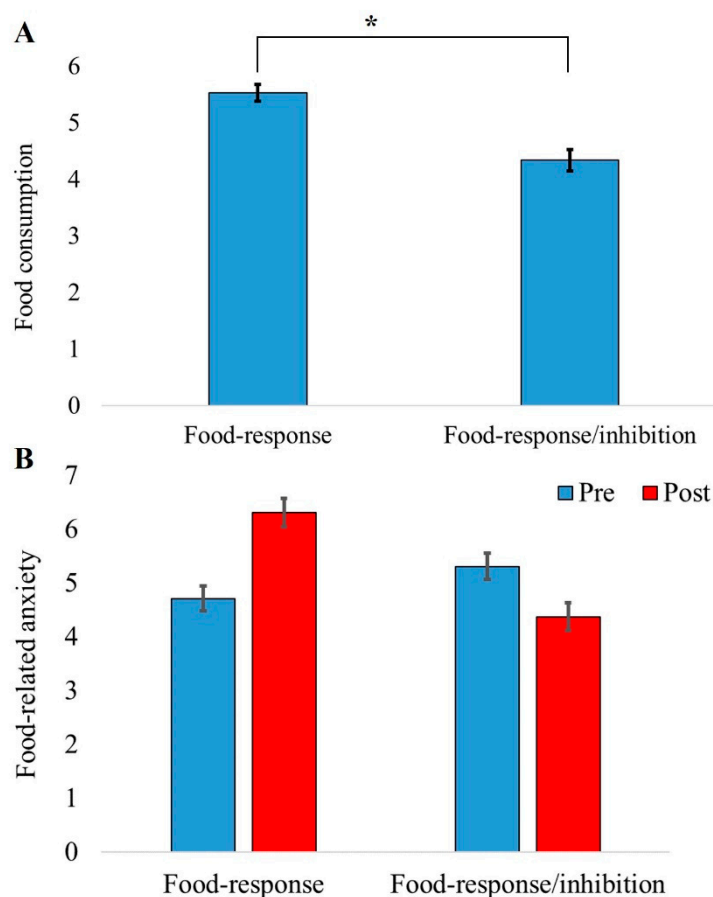 A
*
Food consumption
6
5
4
3
2
1
0
Food-response Food-response/inhibition
B
Food-related anxiety
Pre Post
7
6
5
4
3
2
1
0
Food-response Food-response/inhibition